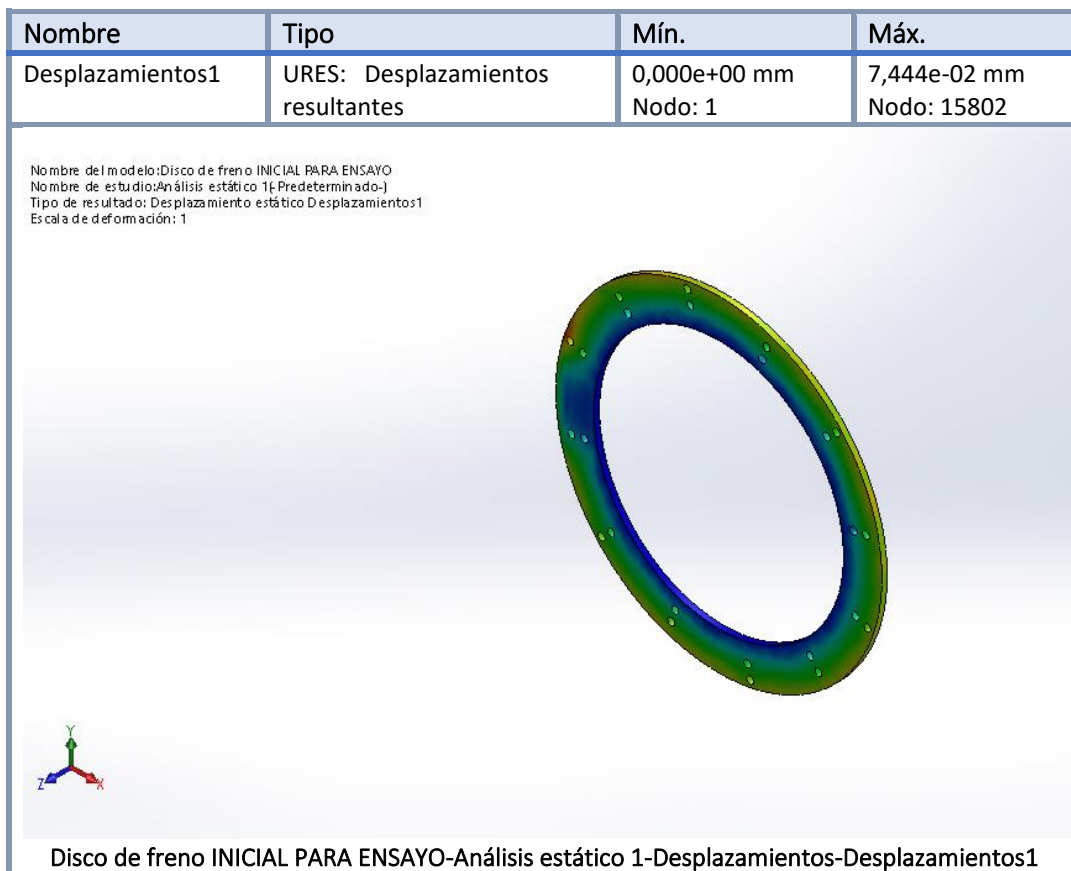 Nombre Tipo Mín. Máx.
Desplazamientos1 URES: Desplazamientos 0,000e+00 mm 7,444e-02 mm
resultantes Nodo: 1 Nodo: 15802
Nombre del modelo:Disco de freno INICIAL PARA ENSAYO
Nombre de estudio:Análisis estático 1(-Predeterminado-)
Tipo de resultado: Desplazamiento estático Desplazamientos1
Escala de deformación: 1
Y
Z X
Disco de freno INICIAL PARA ENSAYO-Análisis estático 1-Desplazamientos-Desplazamientos1